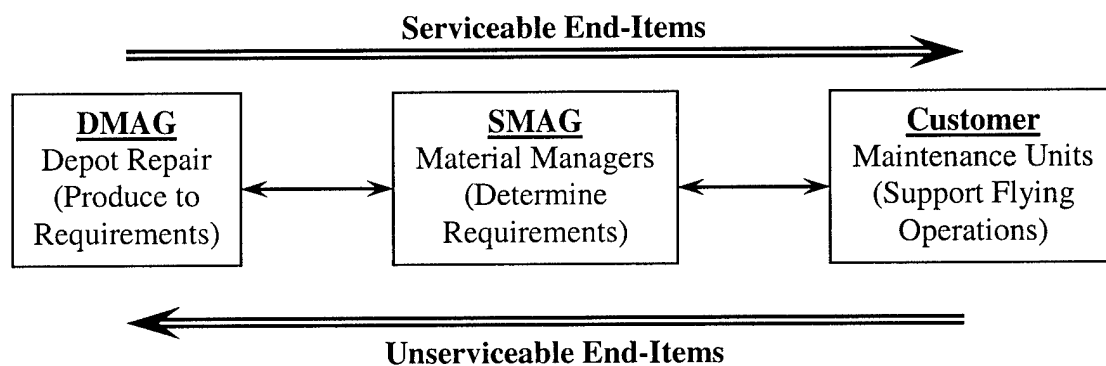 Serviceable End-Items
DMAG
Depot Repair
(Produce to
Requirements)
SMAG
Material Managers
(Determine
Requirements)
Customer
Maintenance Units
(Support Flying
Operations)
Unserviceable End-Items